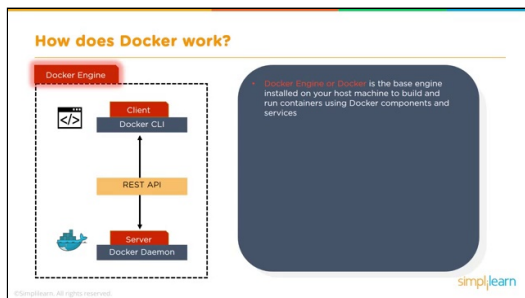 How does Docker work?
Docker Engine
Client
Docker CLI
REST API
Server
Docker Daemon
• Docker Engine or Docker is the base engine
installed on your host machine to build and
run containers using Docker components and
services
©Simplilearn. All rights reserved.
simplilearn